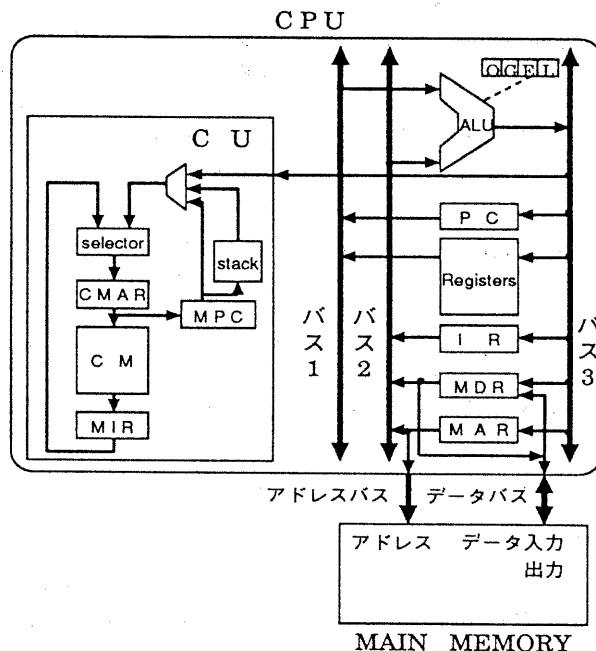 CPU
OGEL
ALU
CU
selector
stack
CMAR
MPC
CM
MIR
バス1
バス2
バス3
PC
Registers
IR
MDR
MAR
アドレスバス データバス
アドレス データ入力
出力
MAIN MEMORY